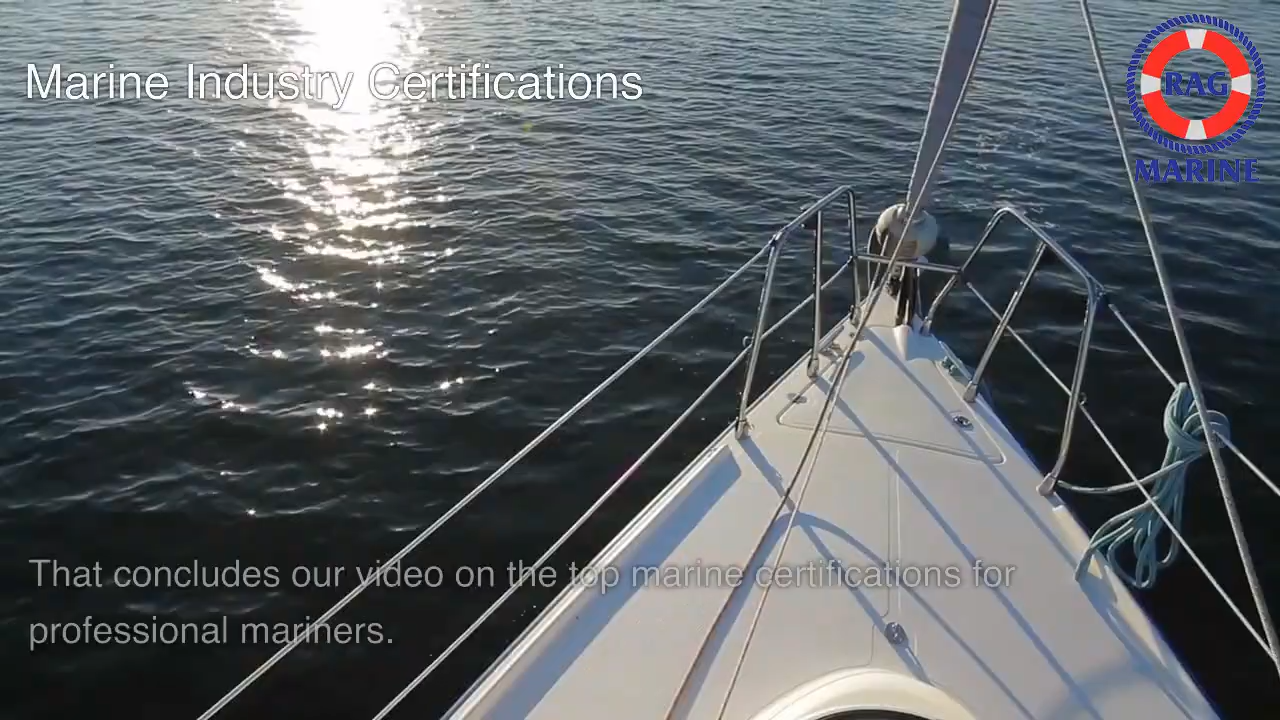 Marine Industry Certifications
RAG
MARINE
That concludes our video on the top marine certifications for
professional mariners.